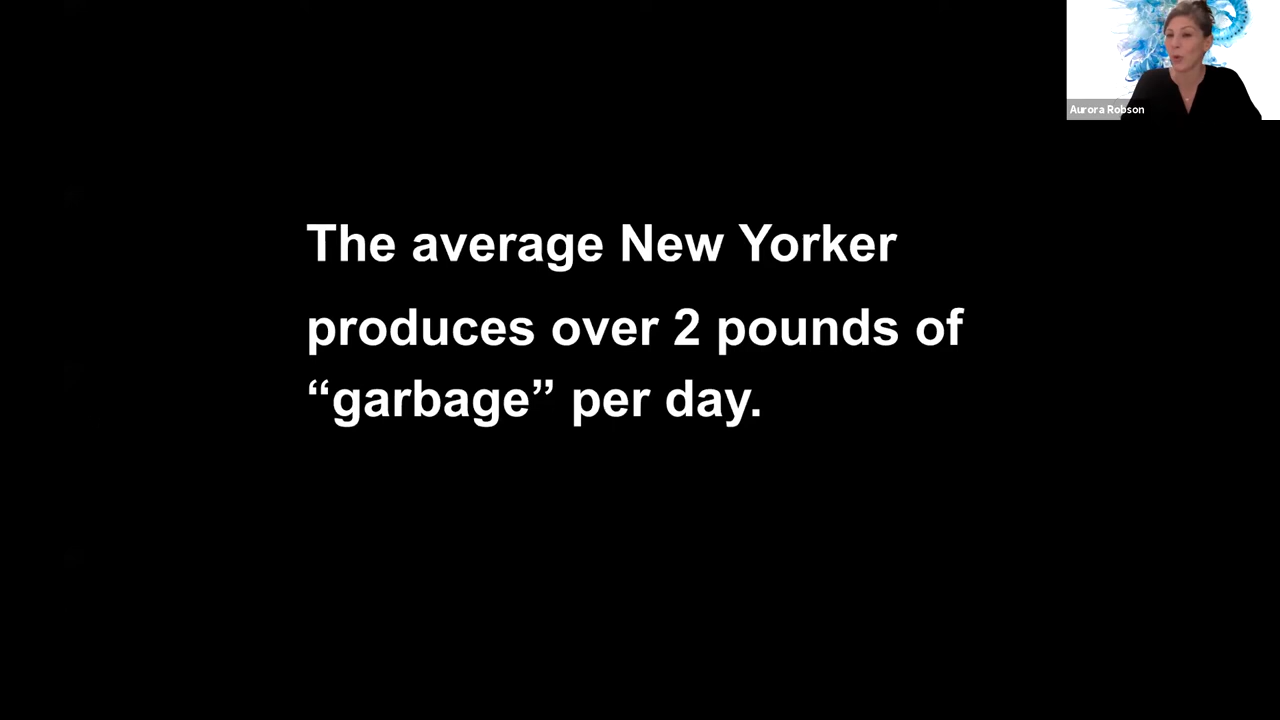 Aurora Robson
The average New Yorker
produces over 2 pounds of
“garbage” per day.